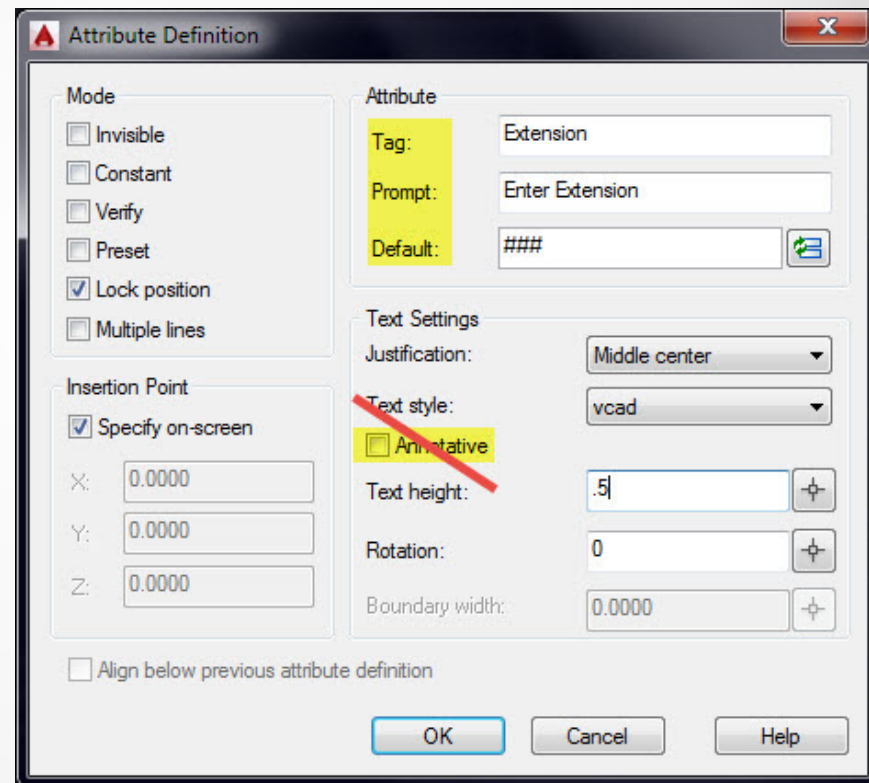 Attribute Definition
Mode
Invisible
Constant
Verify
Preset
Lock position
Multiple lines
Insertion Point
Specify on-screen
X: 0.0000
Y: 0.0000
Z: 0.0000
Attribute
Tag: Extension
Prompt: Enter Extension
Default: ###
Text Settings
Justification: Middle center
Text style: vcad
Annotative
Text height: .5
Rotation: 0
Boundary width: 0.0000
Align below previous attribute definition
OK Cancel Help